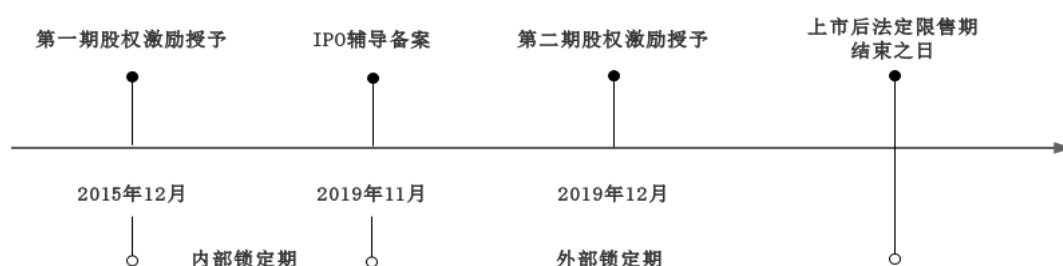 第一期股权激励授予
IPO辅导备案
第二期股权激励授予
上市后法定限售期
结束之日
2015年12月
2019年11月
2019年12月
内部锁定期
外部锁定期